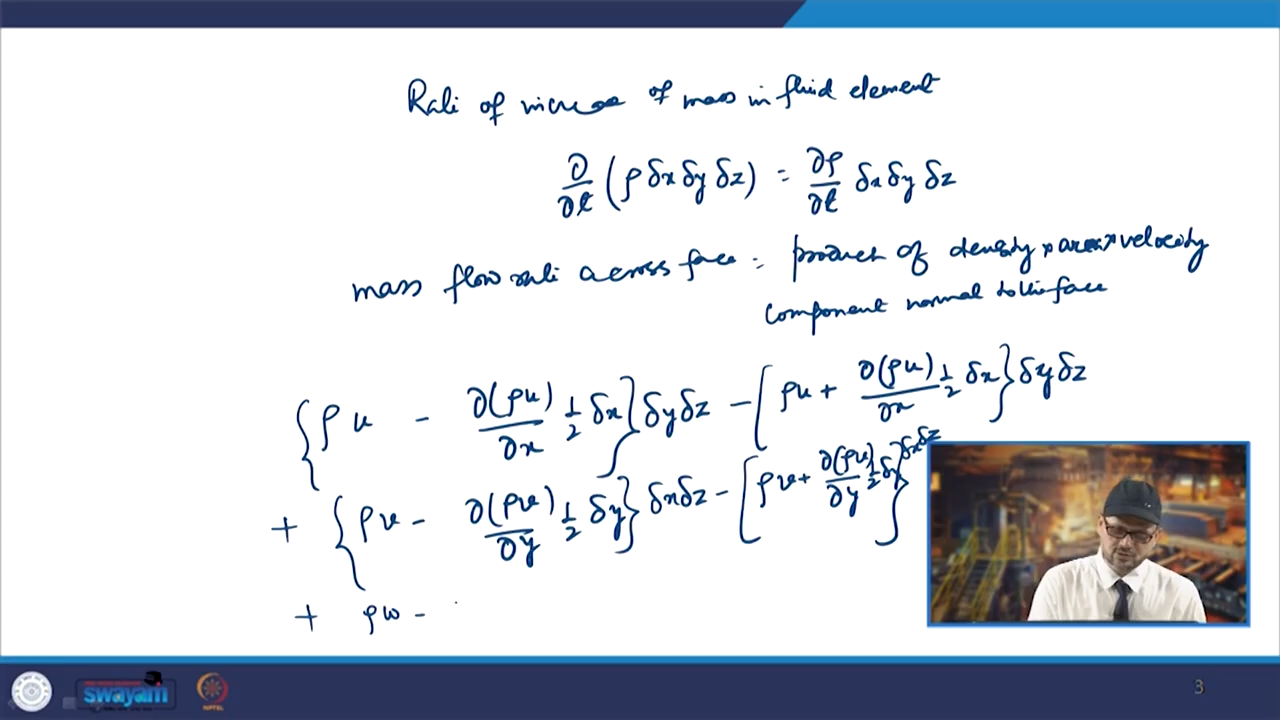 Rate of increase of mass in fluid element
∂/∂t (ρ δx δy δz) = ∂ρ/∂t δx δy δz
mass flow rate across face = product of density × area × velocity
component normal to the face
{ρu - ∂(ρu)/∂x 1/2 δx} δy δz - [ρu + ∂(ρu)/∂x 1/2 δx} δy δz
+ {ρv - ∂(ρv)/∂y 1/2 δy} δx δz - [ρv + ∂(ρv)/∂y 1/2 δy} δx δz
+ ρw -
3
swayam
3
NPTEL